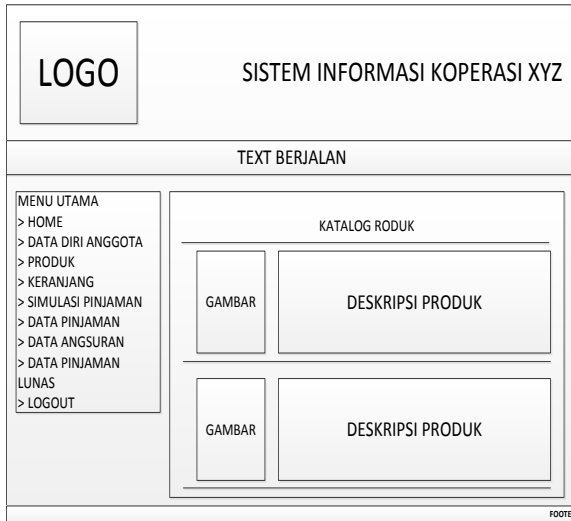 LOGO
SISTEM INFORMASI KOPERASI XYZ
TEXT BERJALAN
MENU UTAMA
> HOME
> DATA DIRI ANGGOTA
> PRODUK
> KERANJANG
> SIMULASI PINJAMAN
> DATA PINJAMAN
> DATA ANGSURAN
> DATA PINJAMAN
LUNAS
> LOGOUT
KATALOG RODUK
GAMBAR
DESKRIPSI PRODUK
GAMBAR
DESKRIPSI PRODUK
FOOTE